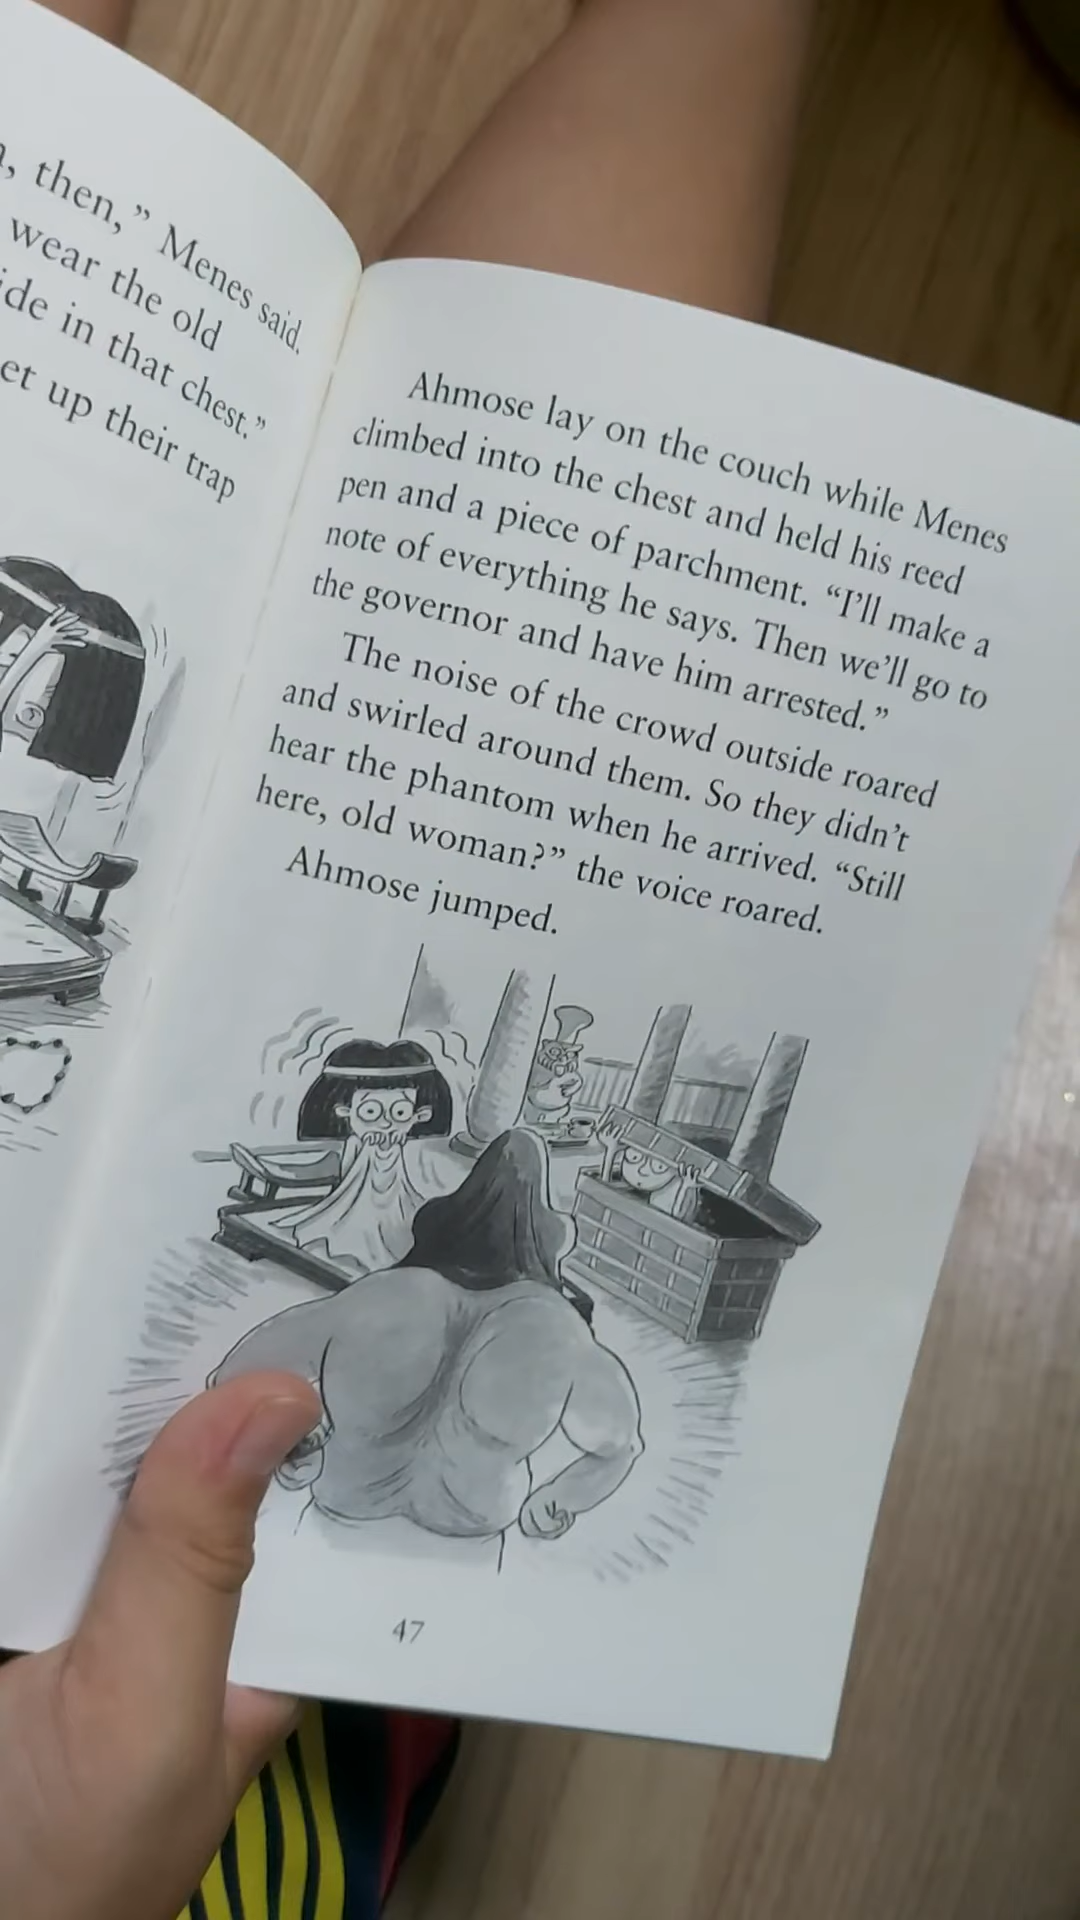 then,” Menes said.
wear the old
in that chest.”
up their trap
Ahmose lay on the couch while Menes
climbed into the chest and held his reed
pen and a piece of parchment. “I’ll make a
note of everything he says. Then we’ll go to
the governor and have him arrested.”
The noise of the crowd outside roared
and swirled around them. So they didn’t
hear the phantom when he arrived. “Still
here, old woman?” the voice roared.
Ahmose jumped.
47